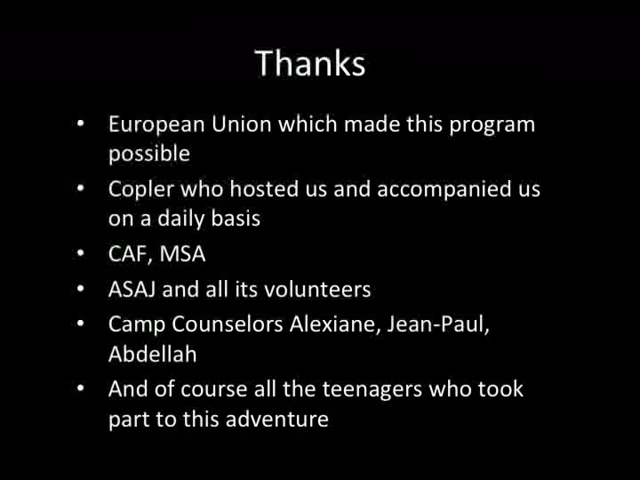 Thanks
• European Union which made this program
possible
• Copler who hosted us and accompanied us
on a daily basis
• CAF, MSA
• ASAJ and all its volunteers
• Camp Counselors Alexiane, Jean-Paul,
Abdellah
• And of course all the teenagers who took
part to this adventure